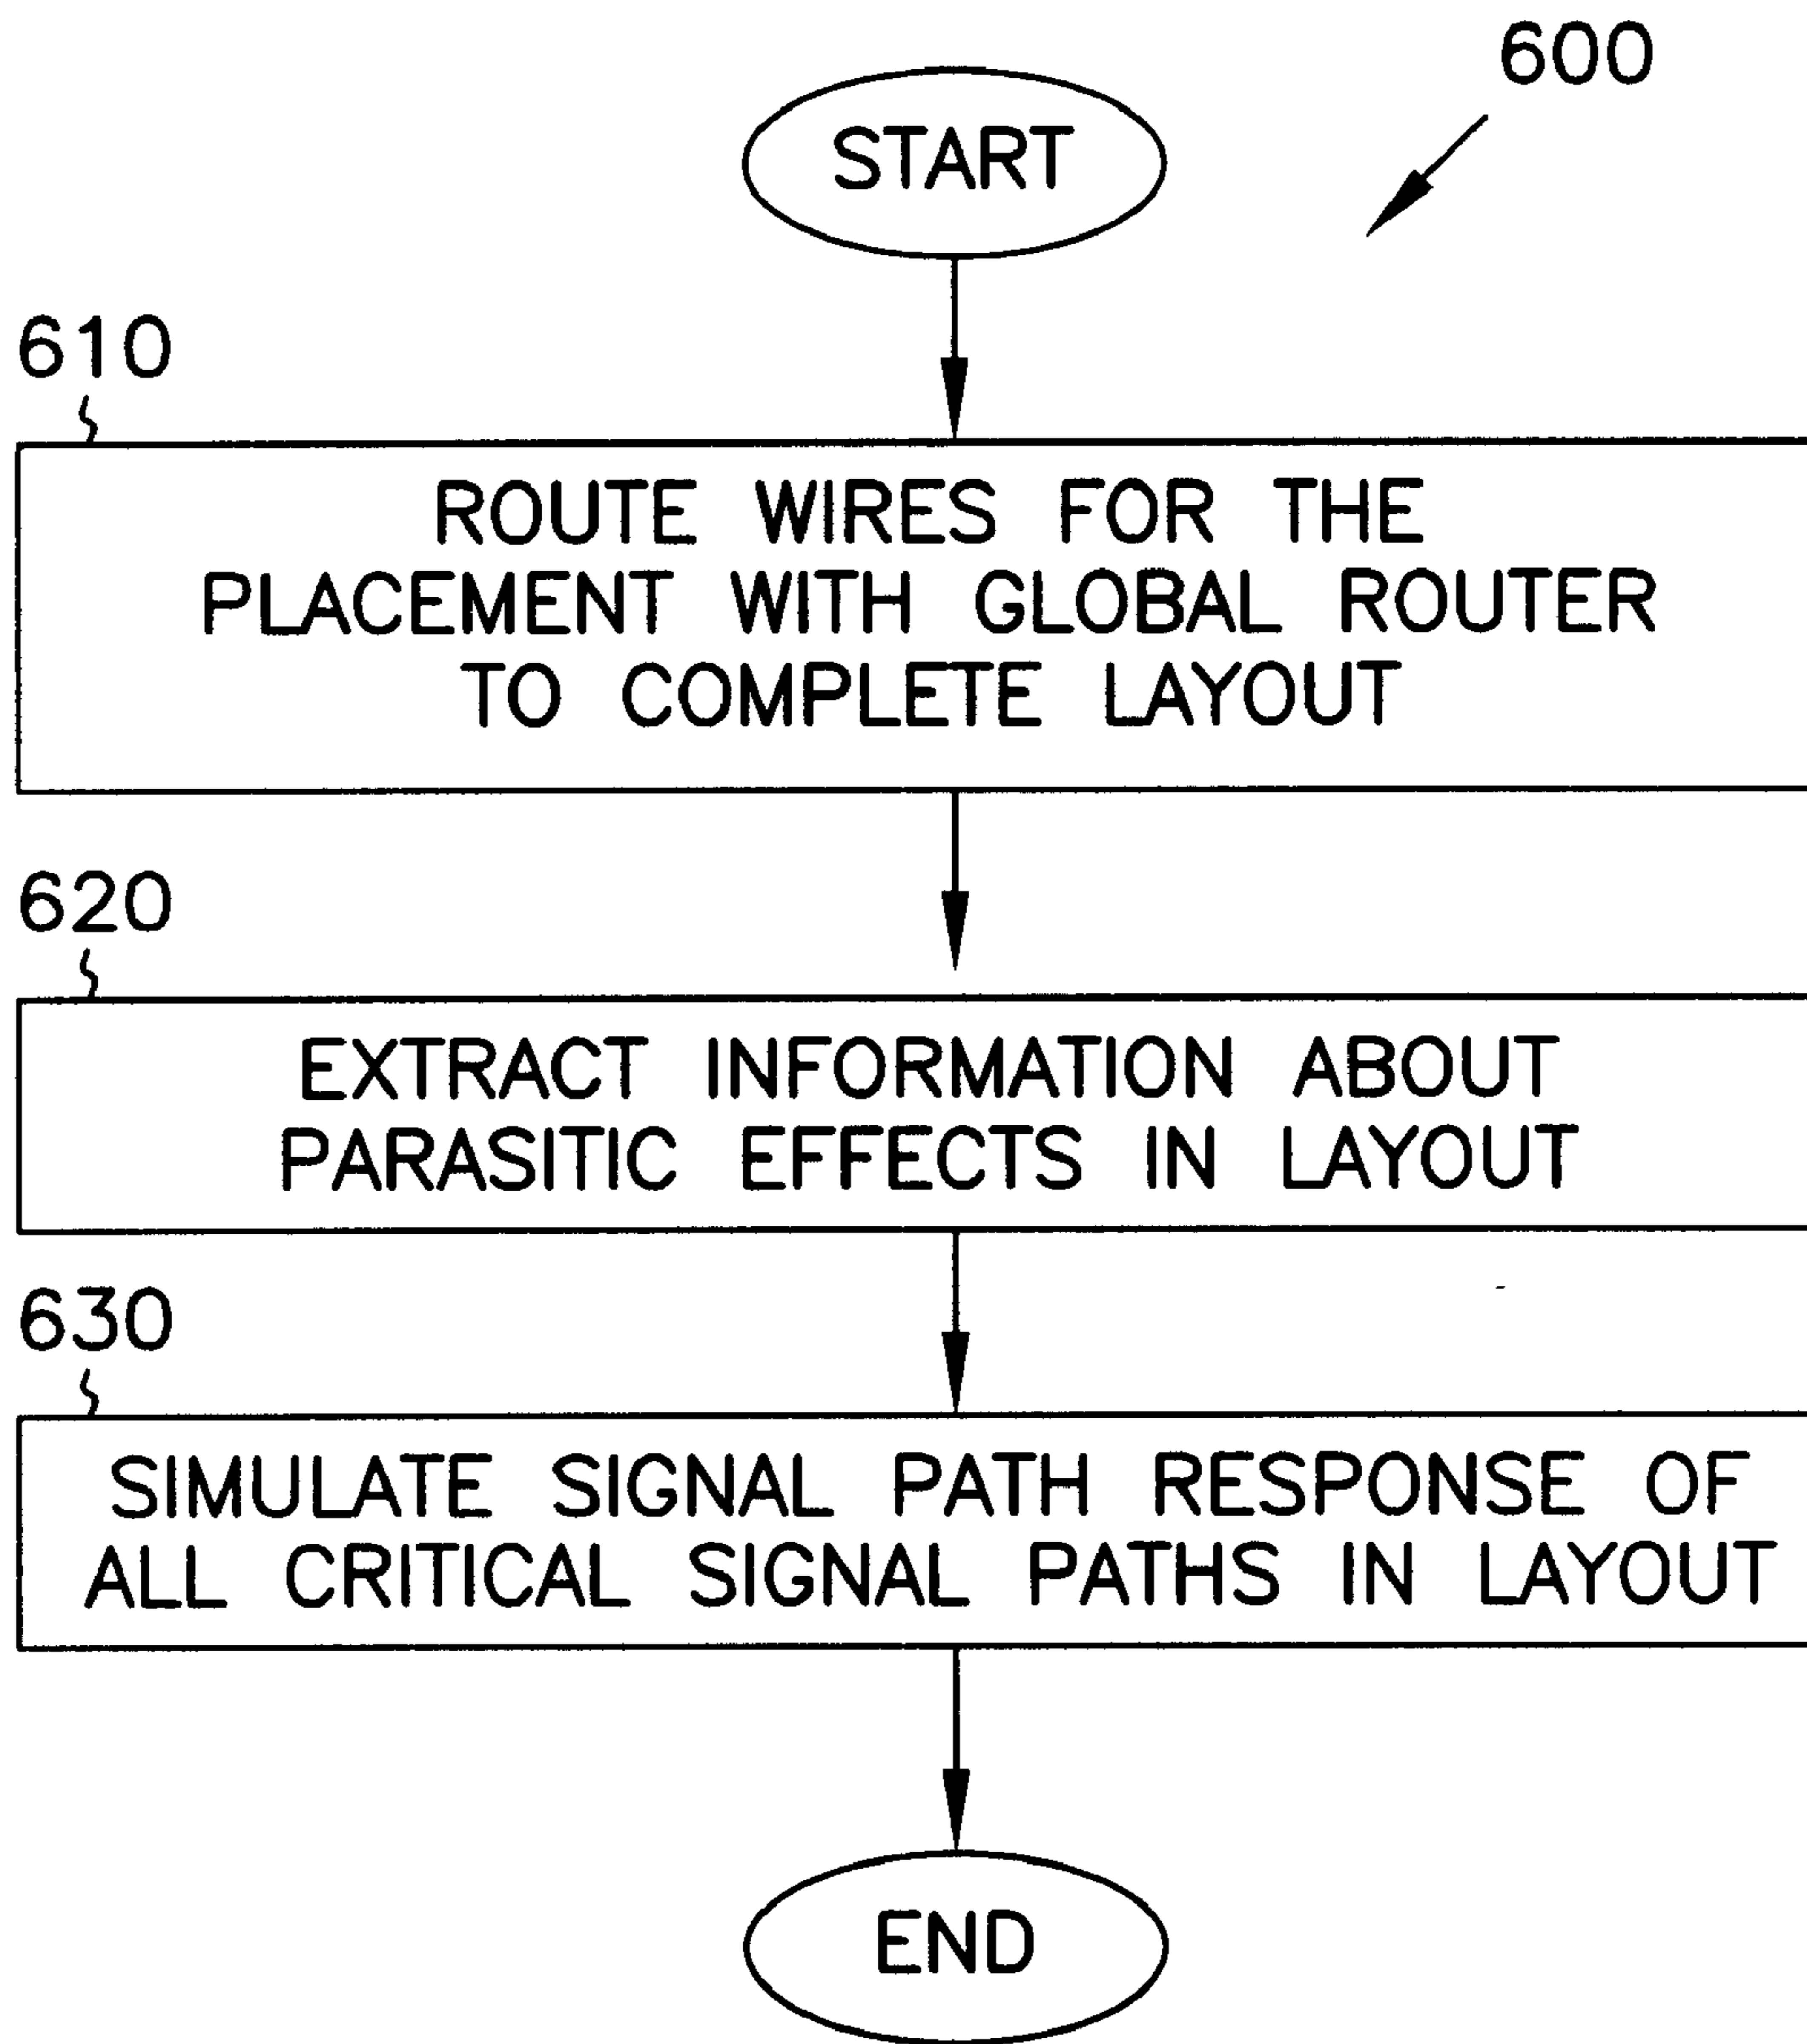 600
START
610
ROUTE WIRES FOR THE
PLACEMENT WITH GLOBAL ROUTER
TO COMPLETE LAYOUT
620
EXTRACT INFORMATION ABOUT
PARASITIC EFFECTS IN LAYOUT
630
SIMULATE SIGNAL PATH RESPONSE OF
ALL CRITICAL SIGNAL PATHS IN LAYOUT
END